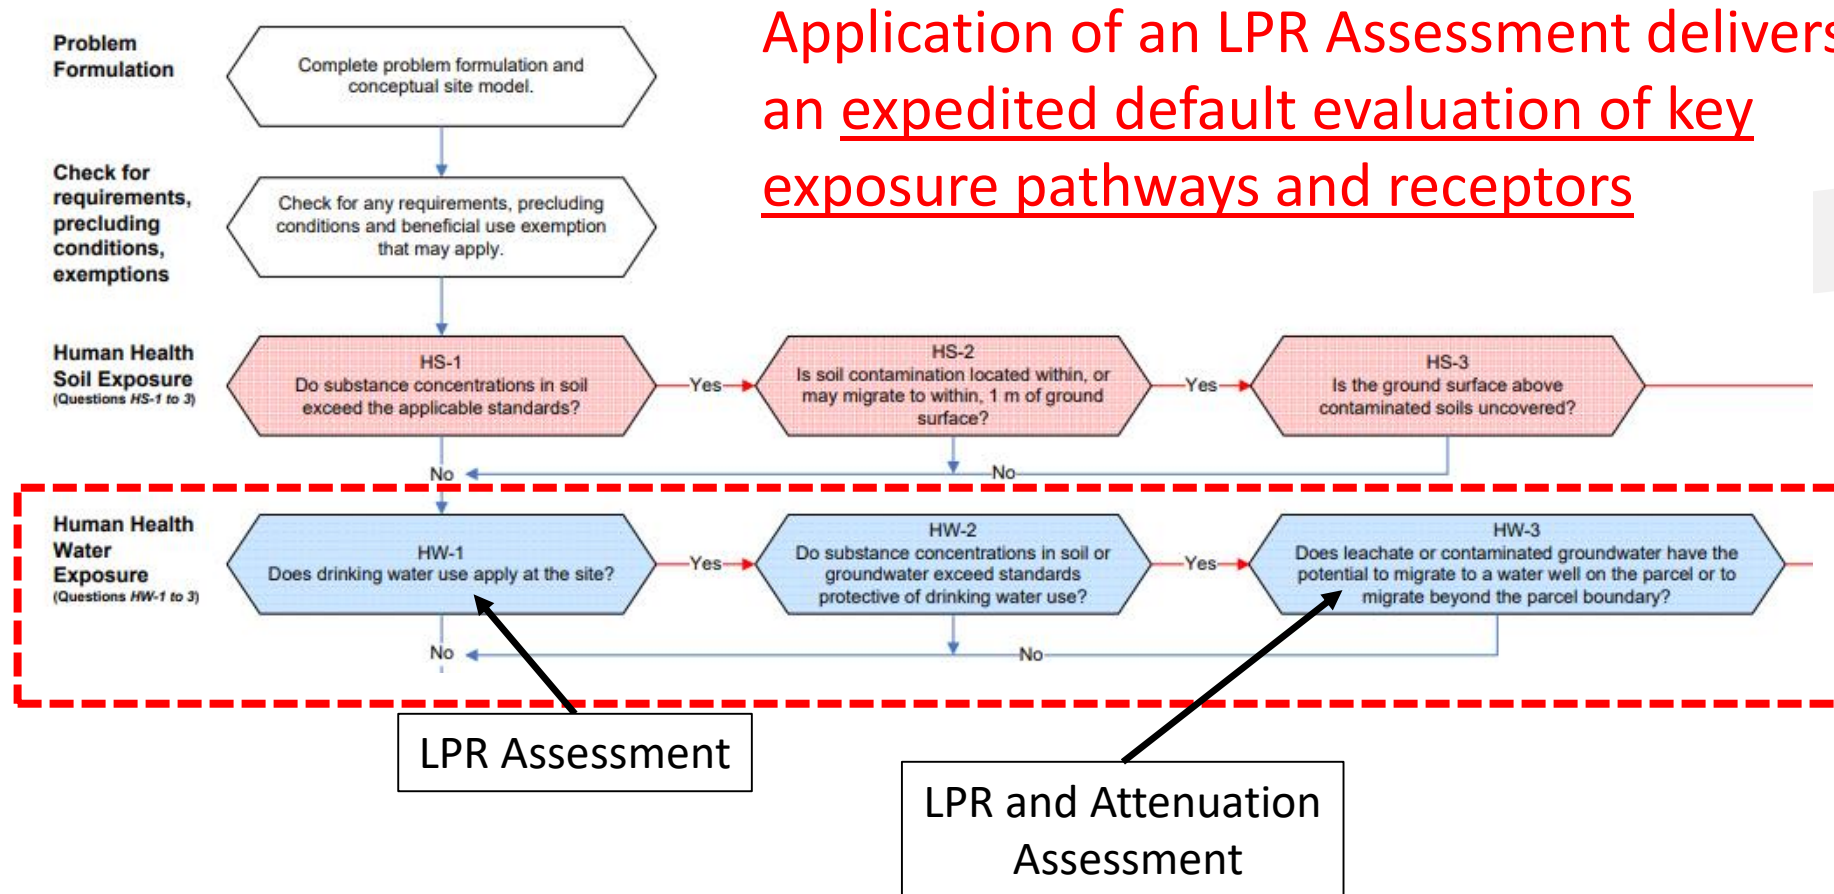 Application of an LPR Assessment delivers
an expedited default evaluation of key
exposure pathways and receptors
Problem
Formulation
Complete problem formulation and
conceptual site model.
Check for
requirements,
precluding
conditions,
exemptions
Check for any requirements, precluding
conditions and beneficial use exemption
that may apply.
Human Health
Soil Exposure
(Questions HS-1 to 3)
HS-1
Do substance concentrations in soil
exceed the applicable standards?
Yes
HS-2
Is soil contamination located within, or
may migrate to within, 1 m of ground
surface?
Yes
HS-3
Is the ground surface above
contaminated soils uncovered?
No
No
Human Health
Water
Exposure
(Questions HW-1 to 3)
HW-1
Does drinking water use apply at the site?
Yes
HW-2
Do substance concentrations in soil or
groundwater exceed standards
protective of drinking water use?
Yes
HW-3
Does leachate or contaminated groundwater have the
potential to migrate to a water well on the parcel or to
migrate beyond the parcel boundary?
No
No
LPR Assessment
LPR and Attenuation
Assessment